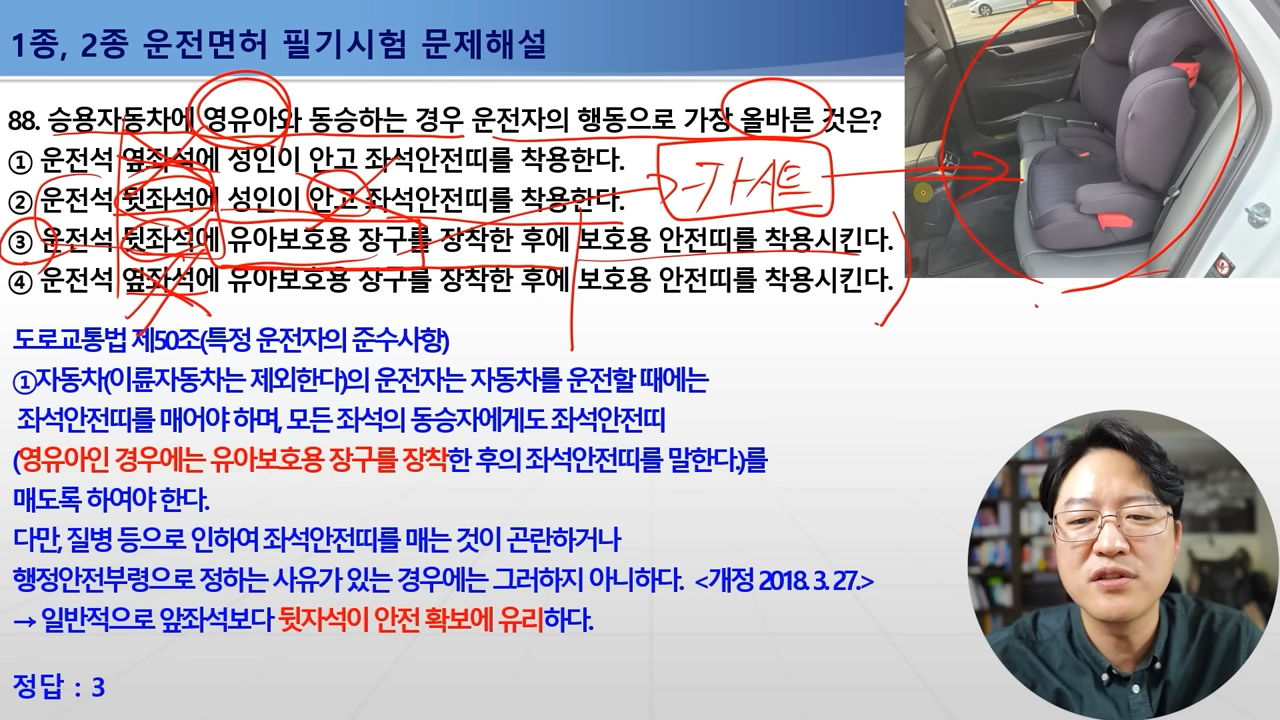 1종, 2종 운전면허 필기시험 문제해설
88. 승용자동차에 영유아와 동승하는 경우 운전자의 행동으로 가장 올바른 것은?
① 운전석 옆좌석에 성인이 안고 좌석안전띠를 착용한다.
② 운전석 뒷좌석에 성인이 안고 좌석안전띠를 착용한다.
카시트
③ 운전석 뒷좌석에 유아보호용 장구를 장착한 후에 보호용 안전띠를 착용시킨다.
④ 운전석 옆좌석에 유아보호용 장구를 장착한 후에 보호용 안전띠를 착용시킨다.
도로교통법 제50조(특정 운전자의 준수사항)
①자동차(이륜자동차는 제외한다)의 운전자는 자동차를 운전할 때에는
좌석안전띠를 매어야 하며, 모든 좌석의 동승자에게도 좌석안전띠
(영유아인 경우에는 유아보호용 장구를 장착한 후의 좌석안전띠를 말한다.)를
매도록 하여야 한다.
다만, 질병 등으로 인하여 좌석안전띠를 매는 것이 곤란하거나
행정안전부령으로 정하는 사유가 있는 경우에는 그러하지 아니하다. <개정 2018. 3. 27.>
→ 일반적으로 앞좌석보다 뒷자석이 안전 확보에 유리하다.
정답 : 3